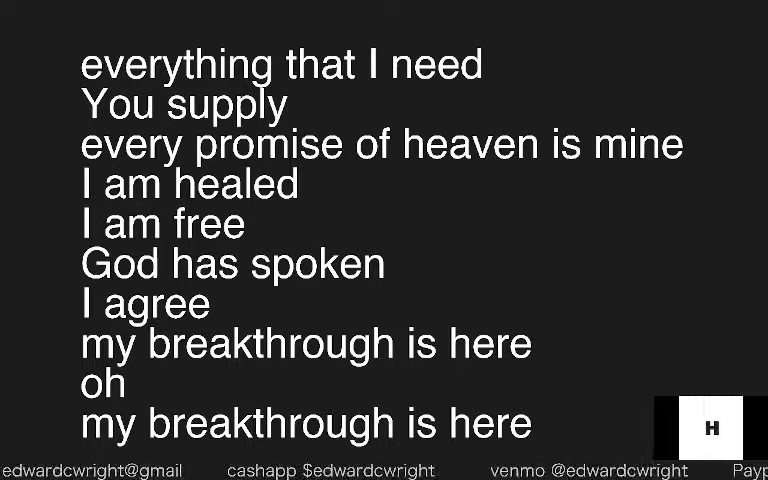 everything that I need
You supply
every promise of heaven is mine
I am healed
I am free
God has spoken
I agree
my breakthrough is here
oh
my breakthrough is here
H
edwardcwright@gmail cashapp $edwardcwright venmo @edwardcwright Payp